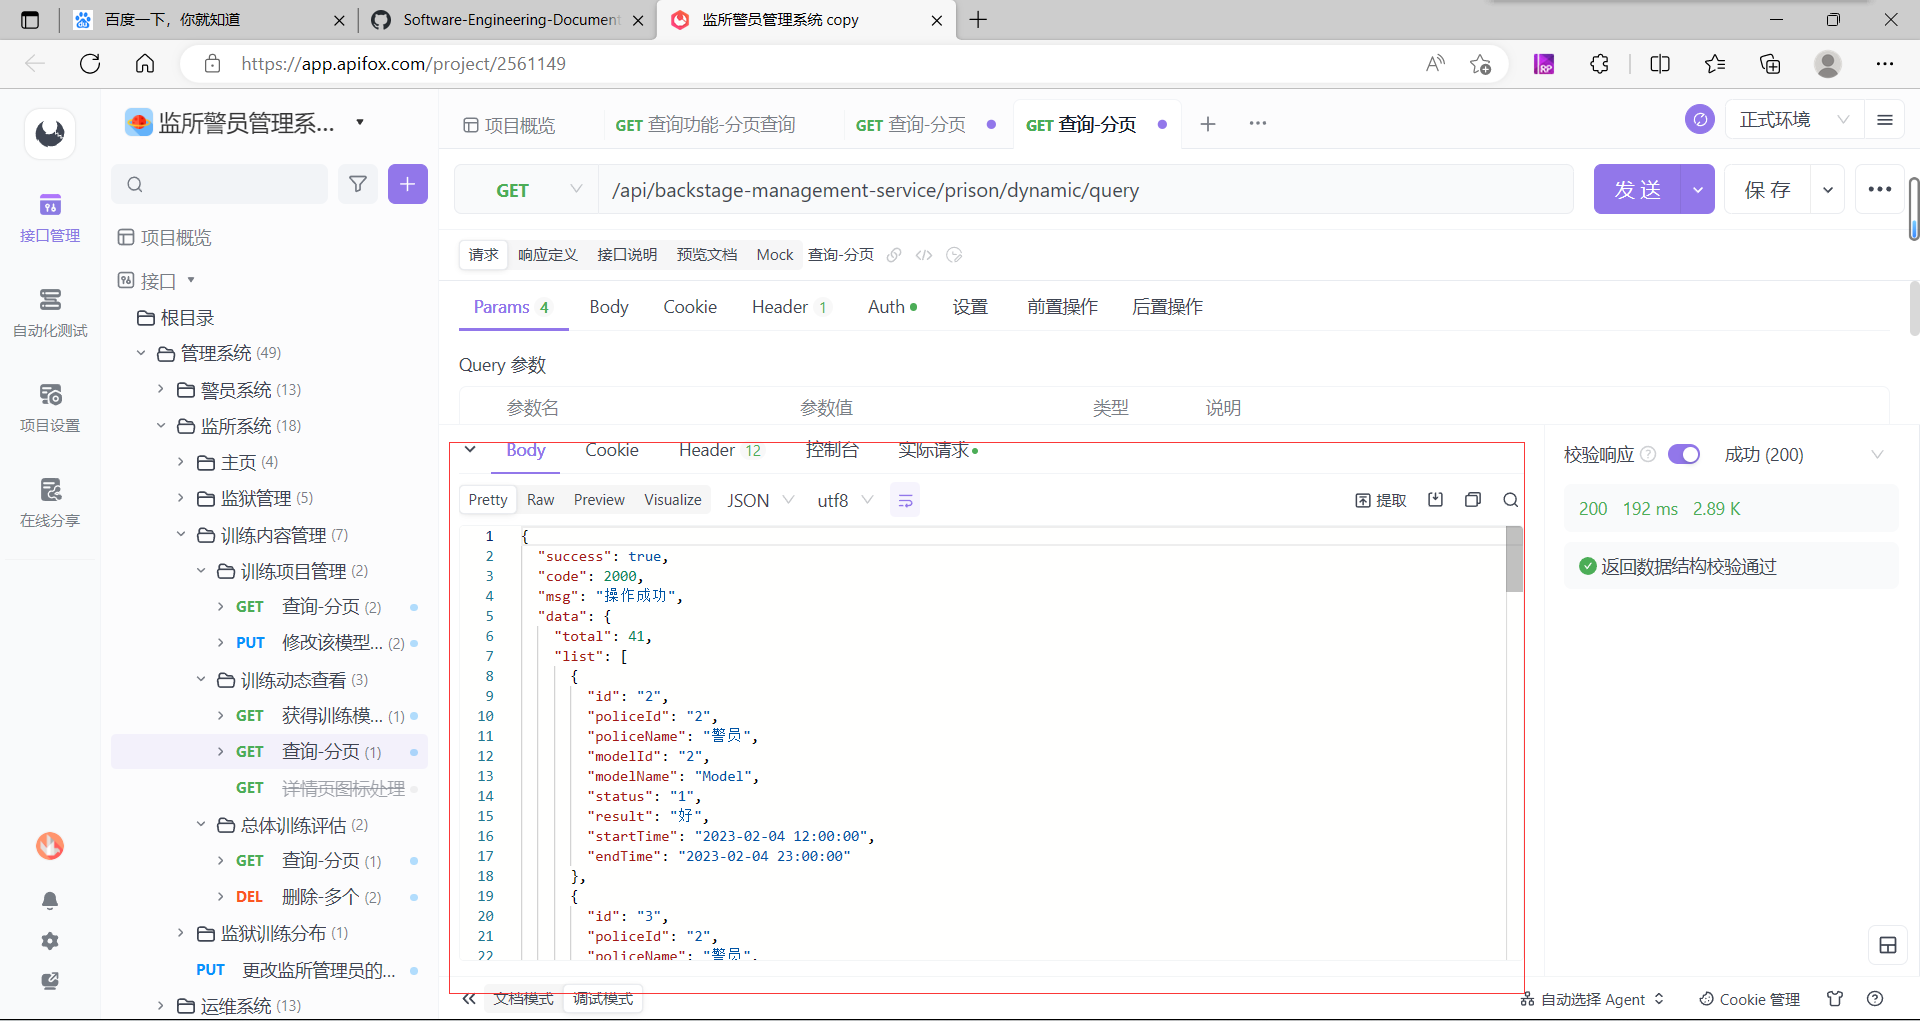 百度一下，你就知道
Software-Engineering-Document
监所警员管理系统 copy
https://app.apifox.com/project/2561149
监所警员管理系...
项目概览
GET 查询功能-分页查询
GET 查询-分页
GET 查询-分页
正式环境
GET
/api/backstage-management-service/prison/dynamic/query
发 送
保 存
接口管理
自动化测试
项目设置
在线分享
项目概览
接口
根目录
管理系统 (49)
警员系统 (13)
监所系统 (18)
主页 (4)
监狱管理 (5)
训练内容管理 (7)
训练项目管理 (2)
GET 查询-分页 (2)
PUT 修改该模型... (2)
训练动态查看 (3)
GET 获得训练模... (1)
GET 查询-分页 (1)
GET 详情页图标处理
总体训练评估 (2)
GET 查询-分页 (1)
DEL 删除-多个 (2)
监狱训练分布 (1)
PUT 更改监所管理员的...
运维系统 (13)
请求 响应定义 接口说明 预览文档 Mock 查询-分页
Params 4 Body Cookie Header 1 Auth 设置 前置操作 后置操作
Query 参数
参数名 参数值 类型 说明
Body Cookie Header 12 控制台 实际请求
Pretty Raw Preview Visualize JSON utf8 提取
1 {
2 "success": true,
3 "code": 2000,
4 "msg": "操作成功",
5 "data": {
6 "total": 41,
7 "list": [
8 {
9 "id": "2",
10 "policeId": "2",
11 "policeName": "警员",
12 "modelId": "2",
13 "modelName": "Model",
14 "status": "1",
15 "result": "好",
16 "startTime": "2023-02-04 12:00:00",
17 "endTime": "2023-02-04 23:00:00"
18 },
19 {
20 "id": "3",
21 "policeId": "2",
22 "policeName": "警员",
校验响应 成功 (200)
200 192 ms 2.89 K
返回数据结构校验通过
文档模式 调试模式
自动选择 Agent
Cookie 管理